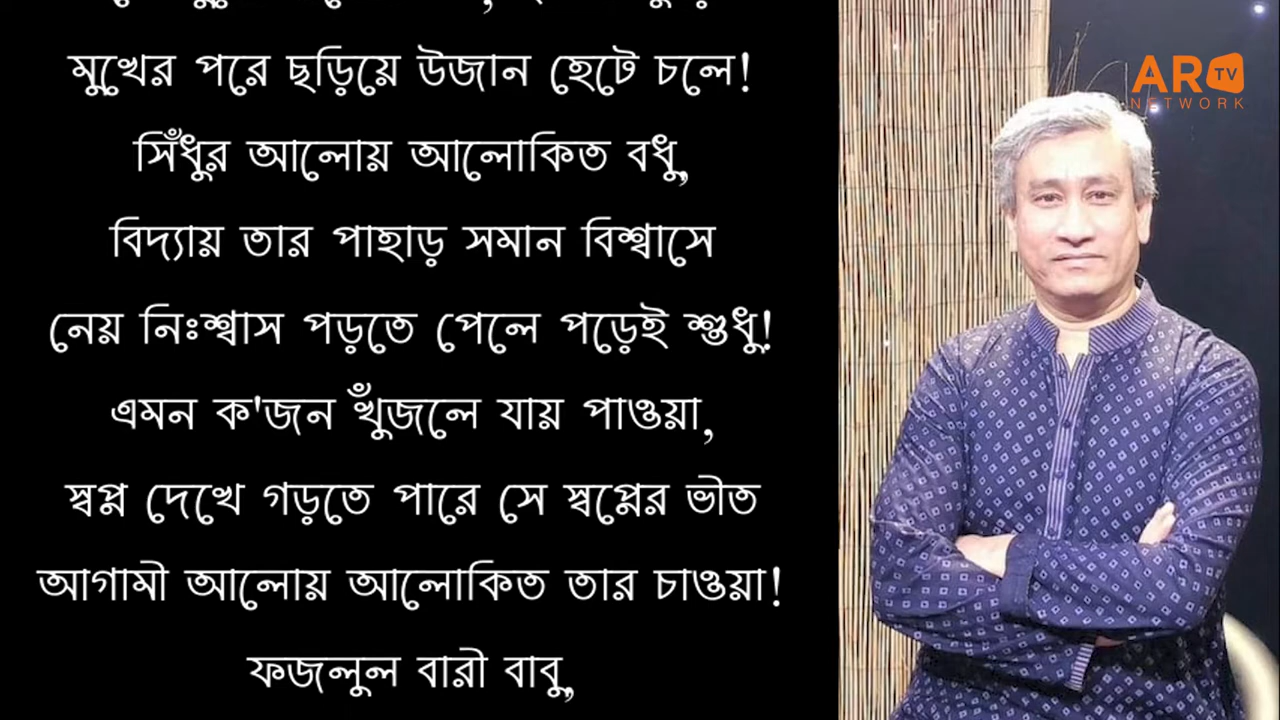 মুখের পরে ছড়িয়ে উজান হেটে চলে!
সিঁধুর আলোয় আলোকিত বধু,
বিদ্যায় তার পাহাড় সমান বিশ্বাসে
নেয় নিঃশ্বাস পড়তে পেলে পড়েই শুধু!
এমন ক'জন খুঁজলে যায় পাওয়া,
স্বপ্ন দেখে গড়তে পারে সে স্বপ্নের ভীত
আগামী আলোয় আলোকিত তার চাওয়া!
ফজলুল বারী বাবু,
AR TV
NETWORK